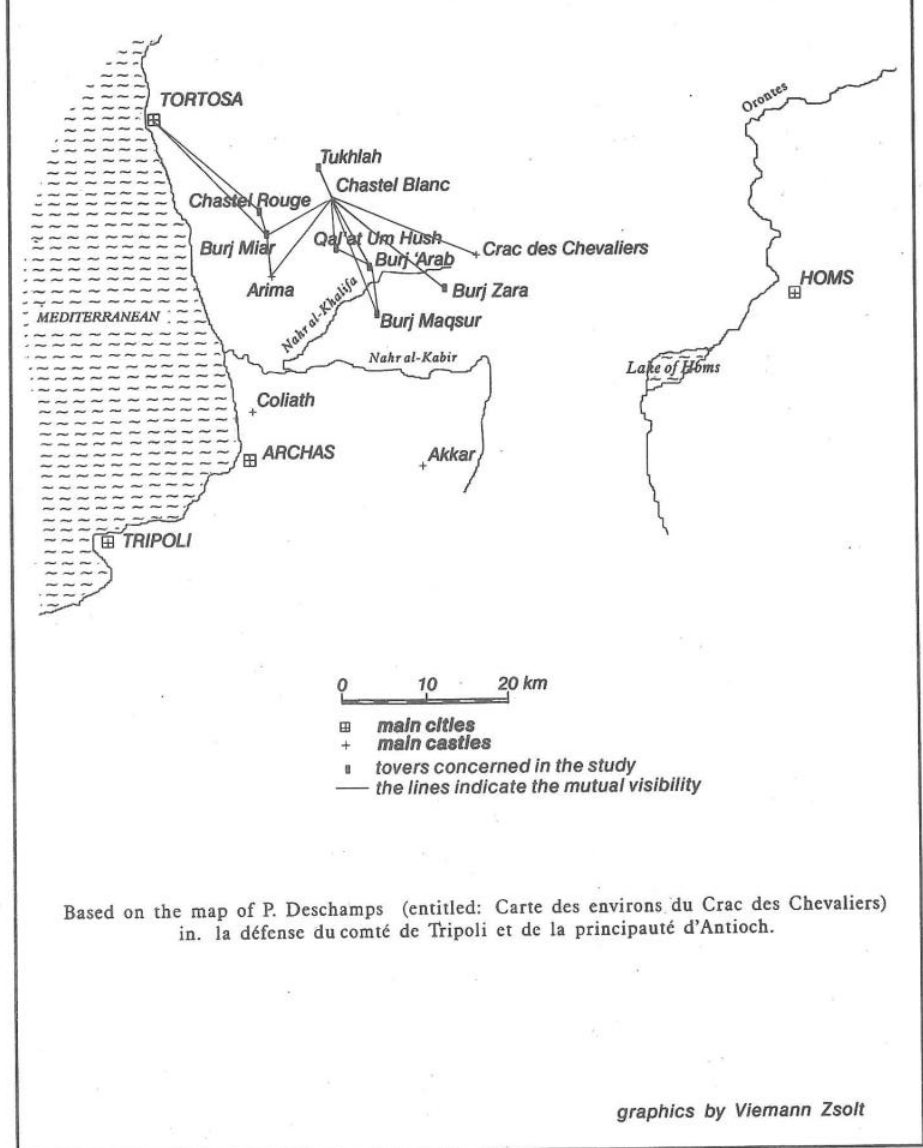 Orontes
TORTOSA
Tukhlah
Chastel Blanc
Chastel Rouge
Burj Miar
Qal'at Um Hush
Crac des Chevaliers
Burj 'Arab
HOMS
Arima
Burj Zara
MEDITERRANEAN
Nahr al-Khalifa
Burj Maqsur
Nahr al-Kabir
Lake of Homs
Coliath
ARCHAS
Akkar
TRIPOLI
0 10 20 km
main cities
main castles
tovers concerned in the study
the lines indicate the mutual visibility
Based on the map of P. Deschamps (entitled: Carte des environs du Crac des Chevaliers)
in. la défense du comté de Tripoli et de la principauté d'Antioch.
graphics by Viemann Zsolt